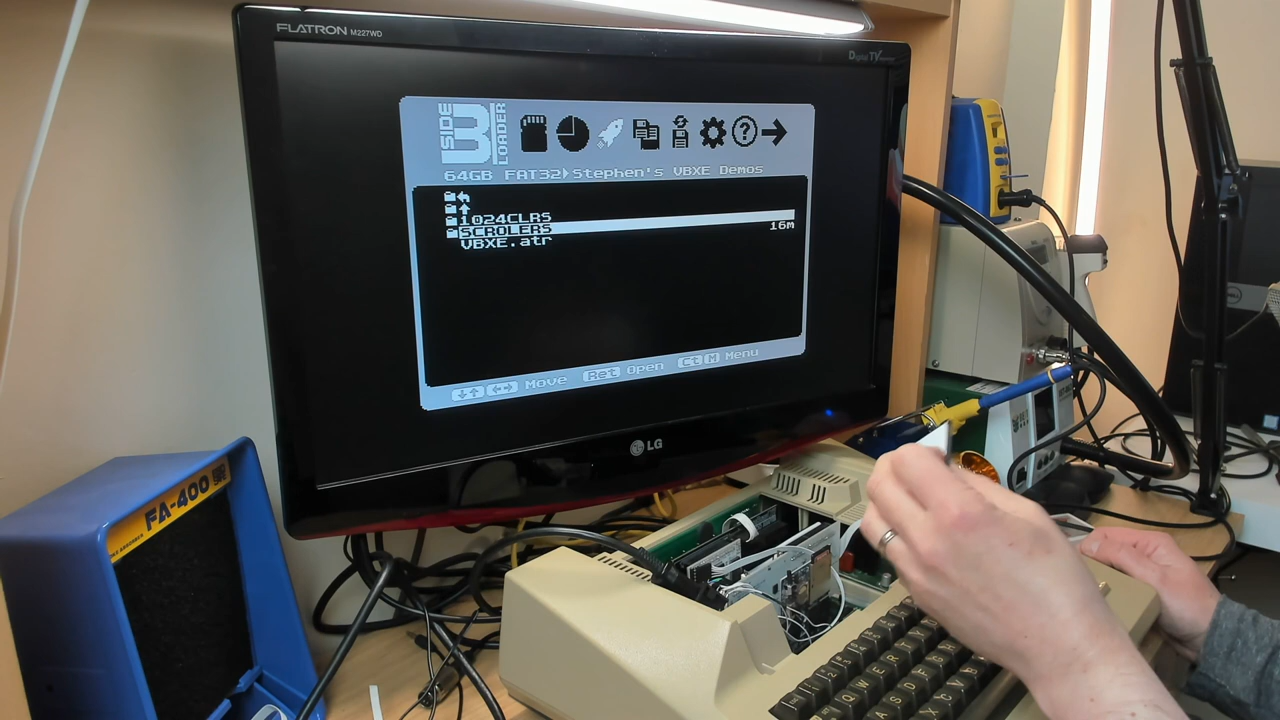 FLATRON M227WD
Digital TV
SIDE
3
LOADER
64GB FAT32▸Stephen's VBXE Demos
1024CLRS
SCROLERS
16m
VBXE.atr
Move Ret Open Ct M Menu
LG
FA-400
DELL
Q W E R T Y
A S D F